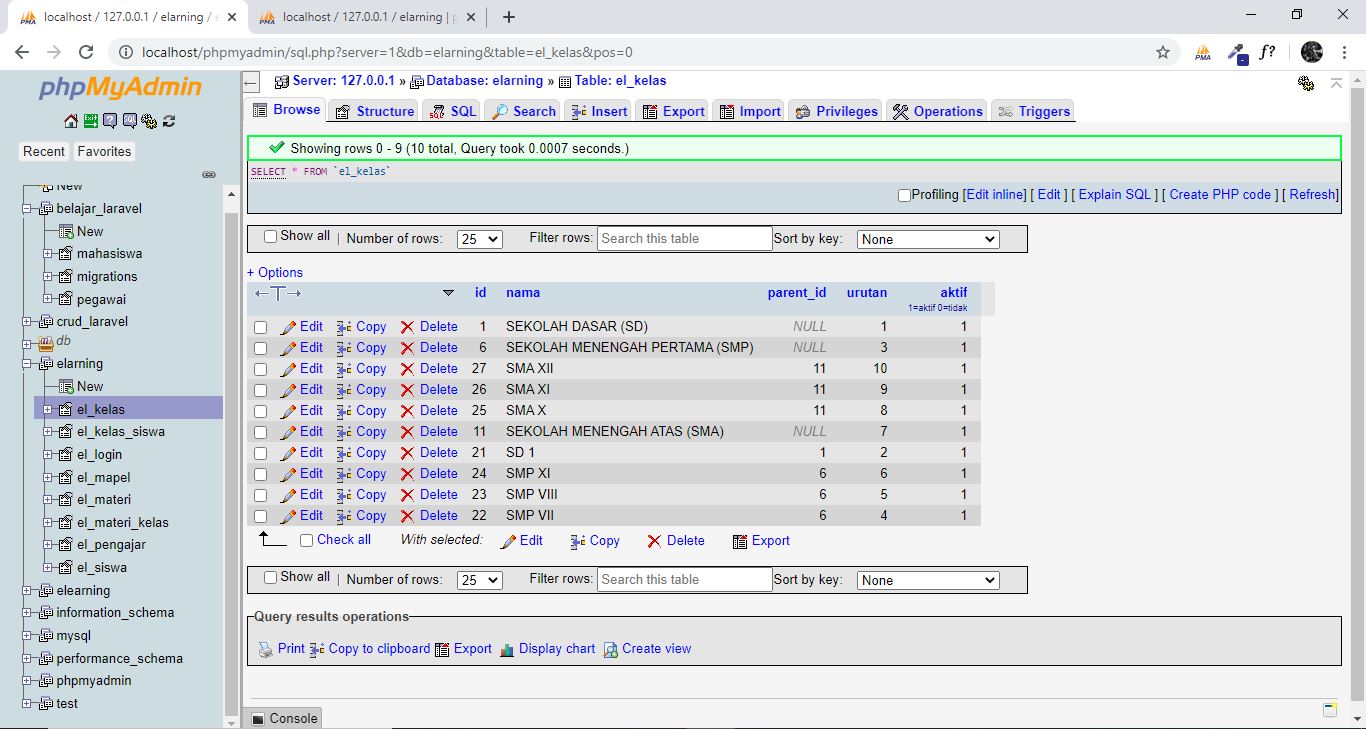 localhost / 127.0.0.1 / elarning / e
localhost / 127.0.0.1 / elarning | p
localhost/phpmyadmin/sql.php?server=1&db=elarning&table=el_kelas&pos=0
PMA
f?
phpMyAdmin
Recent
Favorites
New
belajar_laravel
New
mahasiswa
migrations
pegawai
crud_laravel
db
elarning
New
el_kelas
el_kelas_siswa
el_login
el_mapel
el_materi
el_materi_kelas
el_pengajar
el_siswa
elearning
information_schema
mysql
performance_schema
phpmyadmin
test
Server: 127.0.0.1 » Database: elarning » Table: el_kelas
Browse Structure SQL Search Insert Export Import Privileges Operations Triggers
Showing rows 0 - 9 (10 total, Query took 0.0007 seconds.)
SELECT * FROM `el_kelas`
Profiling [Edit inline] [ Edit ] [ Explain SQL ] [ Create PHP code ] [ Refresh]
Show all | Number of rows: 25 Filter rows: Search this table Sort by key: None
+ Options
←T→ id nama parent_id urutan aktif
1=aktif 0=tidak
Edit Copy Delete 1 SEKOLAH DASAR (SD) NULL 1 1
Edit Copy Delete 6 SEKOLAH MENENGAH PERTAMA (SMP) NULL 3 1
Edit Copy Delete 27 SMA XII 11 10 1
Edit Copy Delete 26 SMA XI 11 9 1
Edit Copy Delete 25 SMA X 11 8 1
Edit Copy Delete 11 SEKOLAH MENENGAH ATAS (SMA) NULL 7 1
Edit Copy Delete 21 SD 1 1 2 1
Edit Copy Delete 24 SMP XI 6 6 1
Edit Copy Delete 23 SMP VIII 6 5 1
Edit Copy Delete 22 SMP VII 6 4 1
Check all With selected: Edit Copy Delete Export
Show all | Number of rows: 25 Filter rows: Search this table Sort by key: None
Query results operations
Print Copy to clipboard Export Display chart Create view
Console